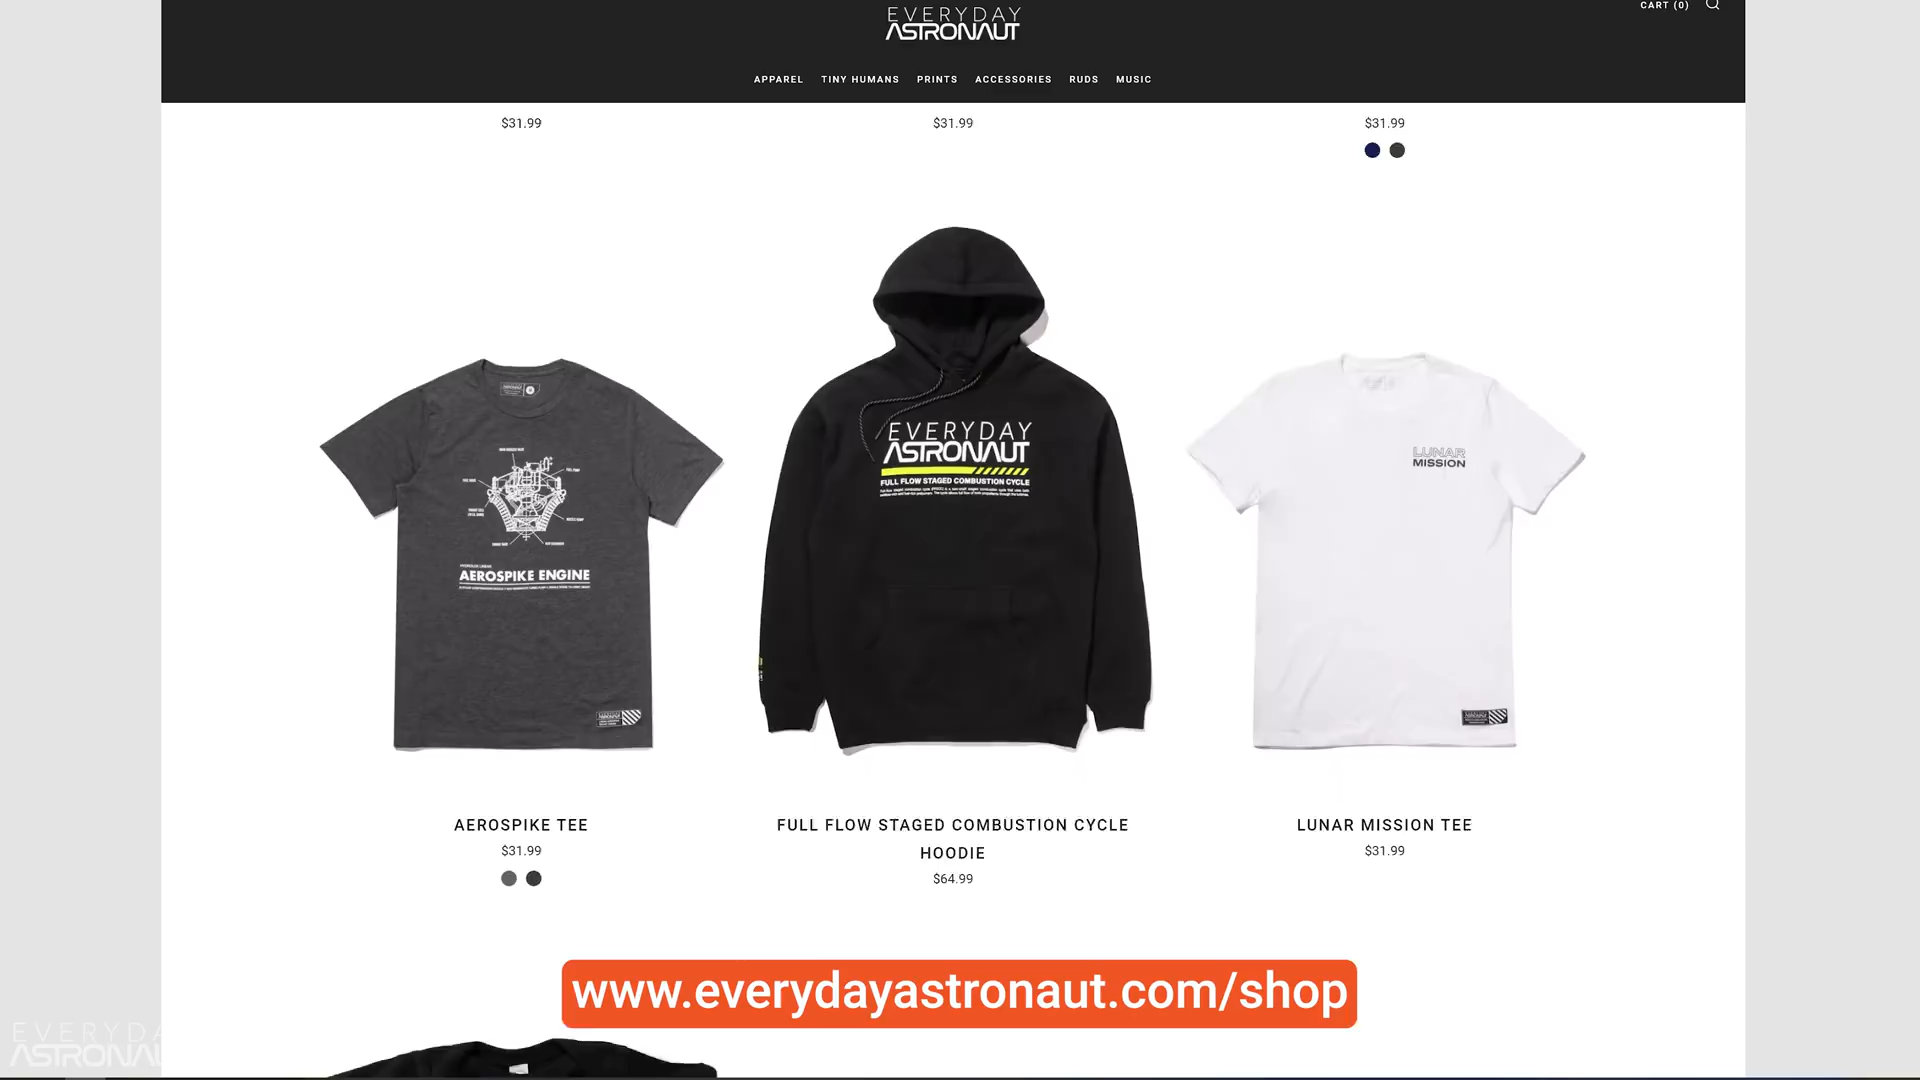 CART (0)
EVERYDAY
ASTRONAUT
APPAREL TINY HUMANS PRINTS ACCESSORIES RUDS MUSIC
$31.99 $31.99 $31.99
EVERYDAY
ASTRONAUT
FULL FLOW STAGED COMBUSTION CYCLE
AEROSPIKE ENGINE
LUNAR
MISSION
AEROSPIKE TEE
$31.99
FULL FLOW STAGED COMBUSTION CYCLE
HOODIE
$64.99
LUNAR MISSION TEE
$31.99
www.everydayastronaut.com/shop
EVERYDA
ASTRONAU